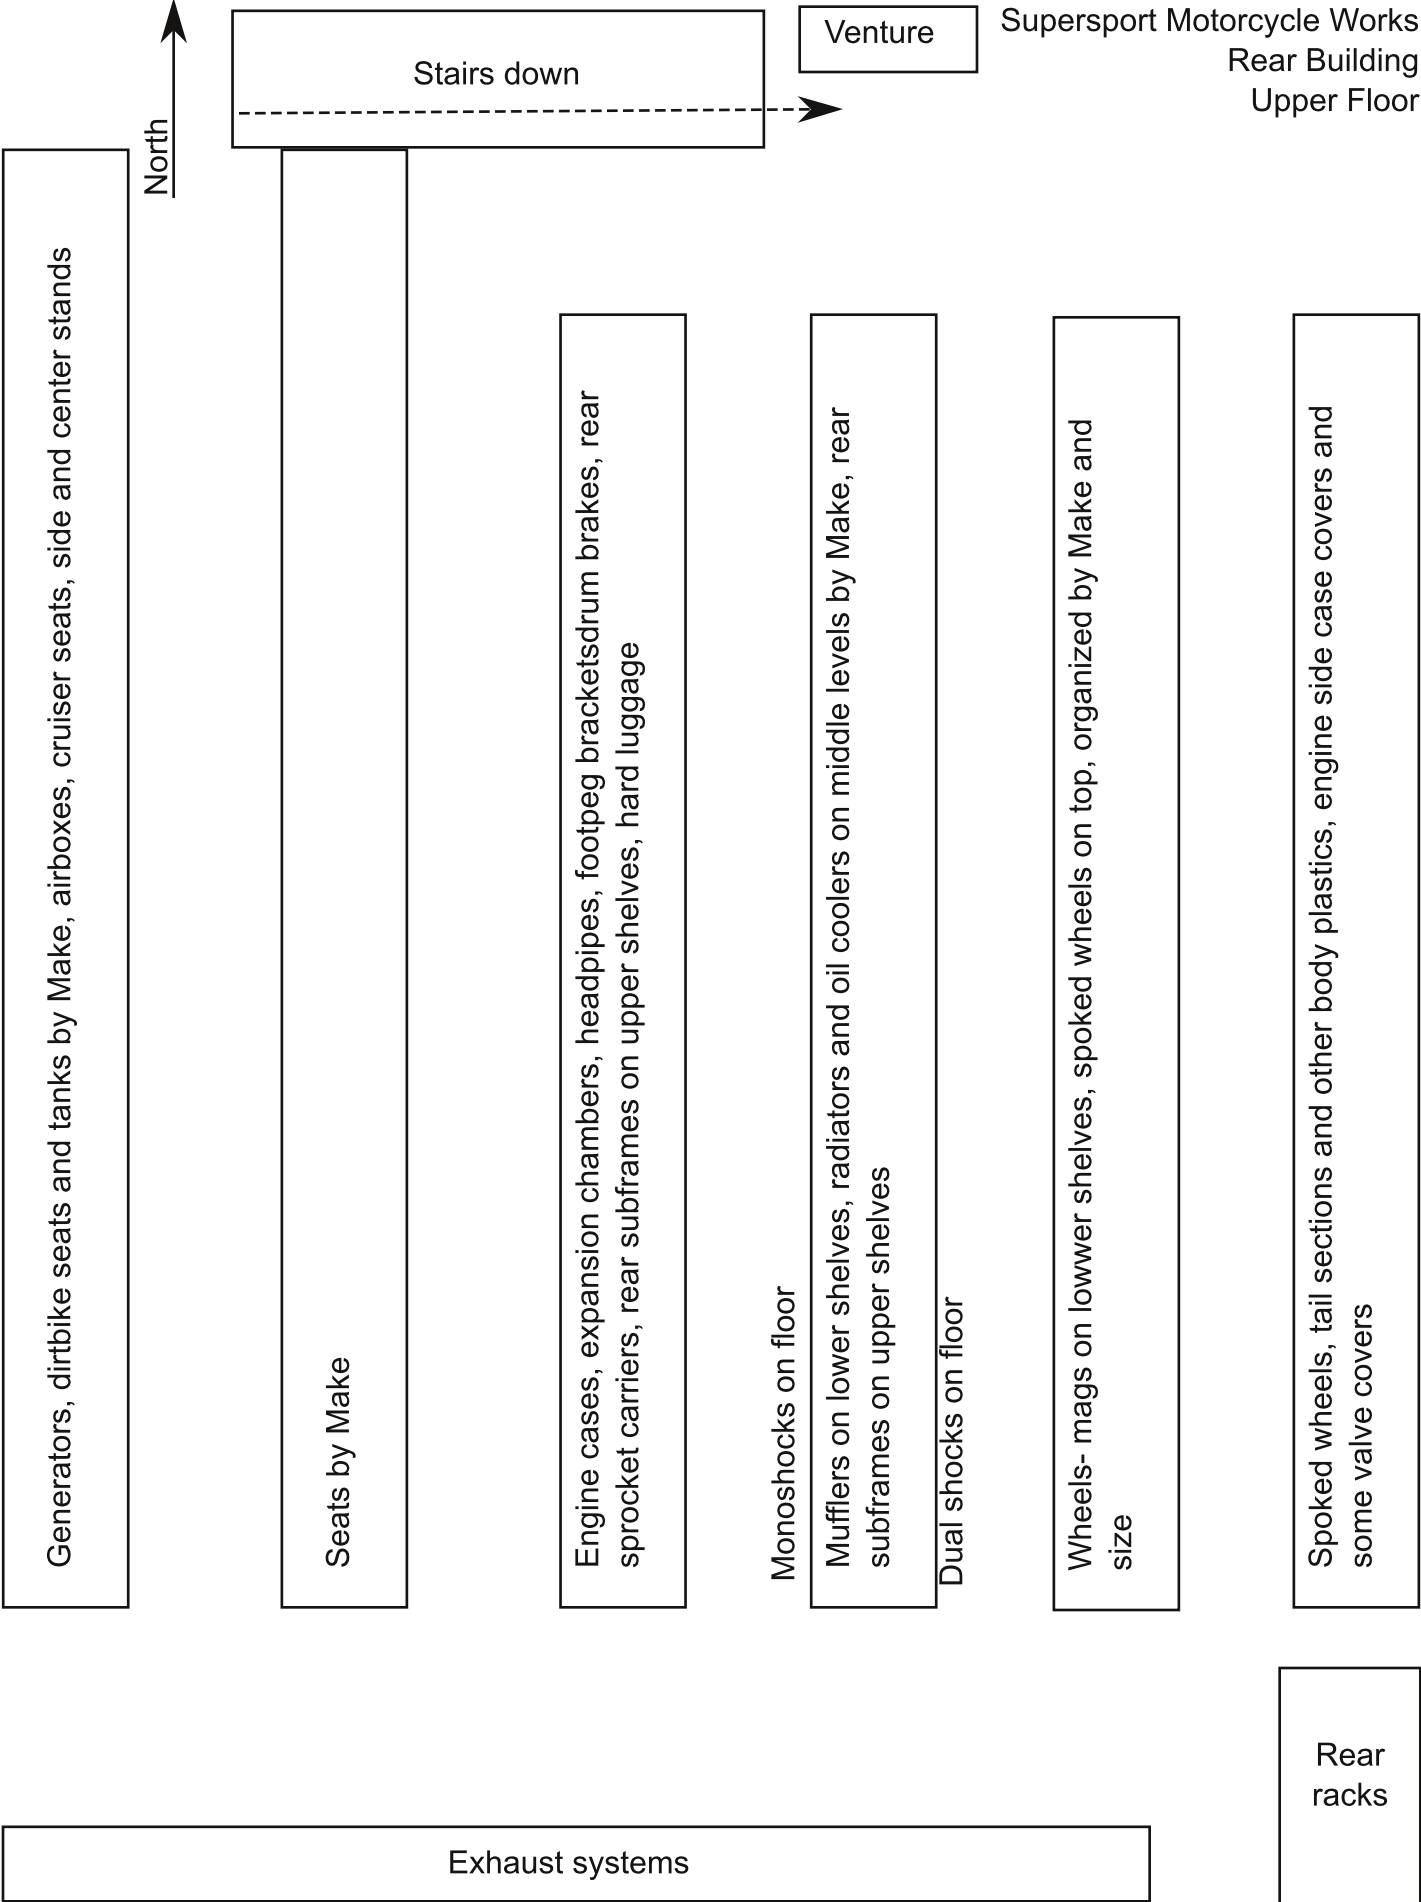 Supersport Motorcycle Works
Rear Building
Upper Floor
Venture
Stairs down
North
Generators, dirtbike seats and tanks by Make, airboxes, cruiser seats, side and center stands
Seats by Make
Engine cases, expansion chambers, headpipes, footpeg bracketsdrum brakes, rear
sprocket carriers, rear subframes on upper shelves, hard luggage
Monoshocks on floor
Mufflers on lower shelves, radiators and oil coolers on middle levels by Make, rear
subframes on upper shelves
Dual shocks on floor
Wheels- mags on lowwer shelves, spoked wheels on top, organized by Make and
size
Spoked wheels, tail sections and other body plastics, engine side case covers and
some valve covers
Rear
racks
Exhaust systems